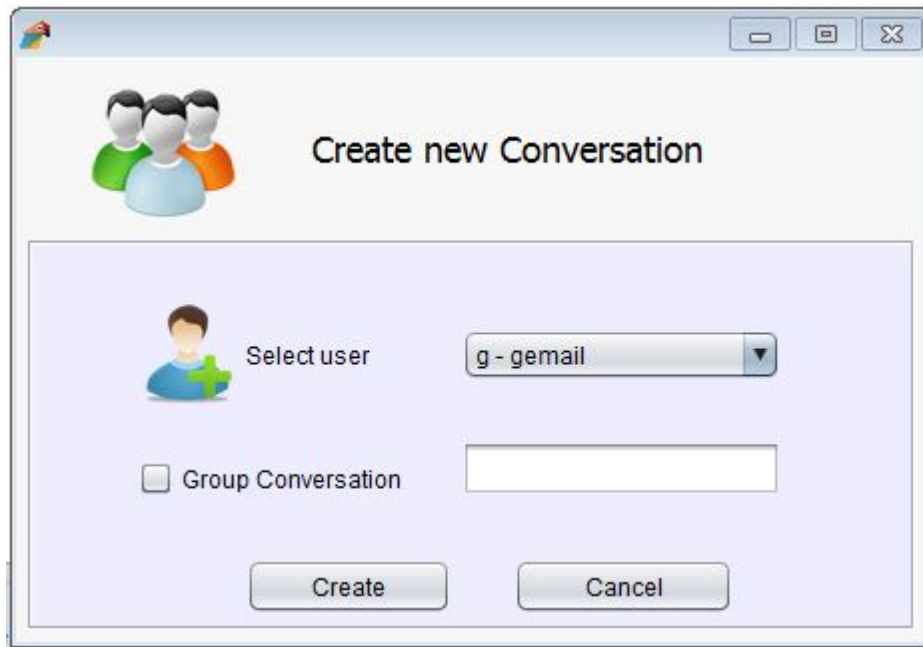 Create new Conversation
Select user
g - gemail
Group Conversation
Create
Cancel